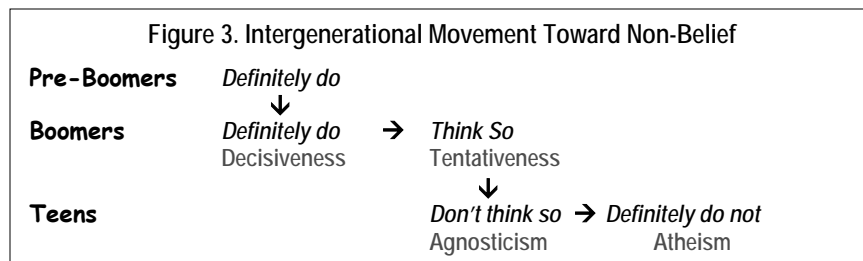 Figure 3. Intergenerational Movement Toward Non-Belief
Pre-Boomers Definitely do
↓
Boomers Definitely do → Think So
Decisiveness Tentativeness
↓
Teens Don't think so → Definitely do not
Agnosticism Atheism